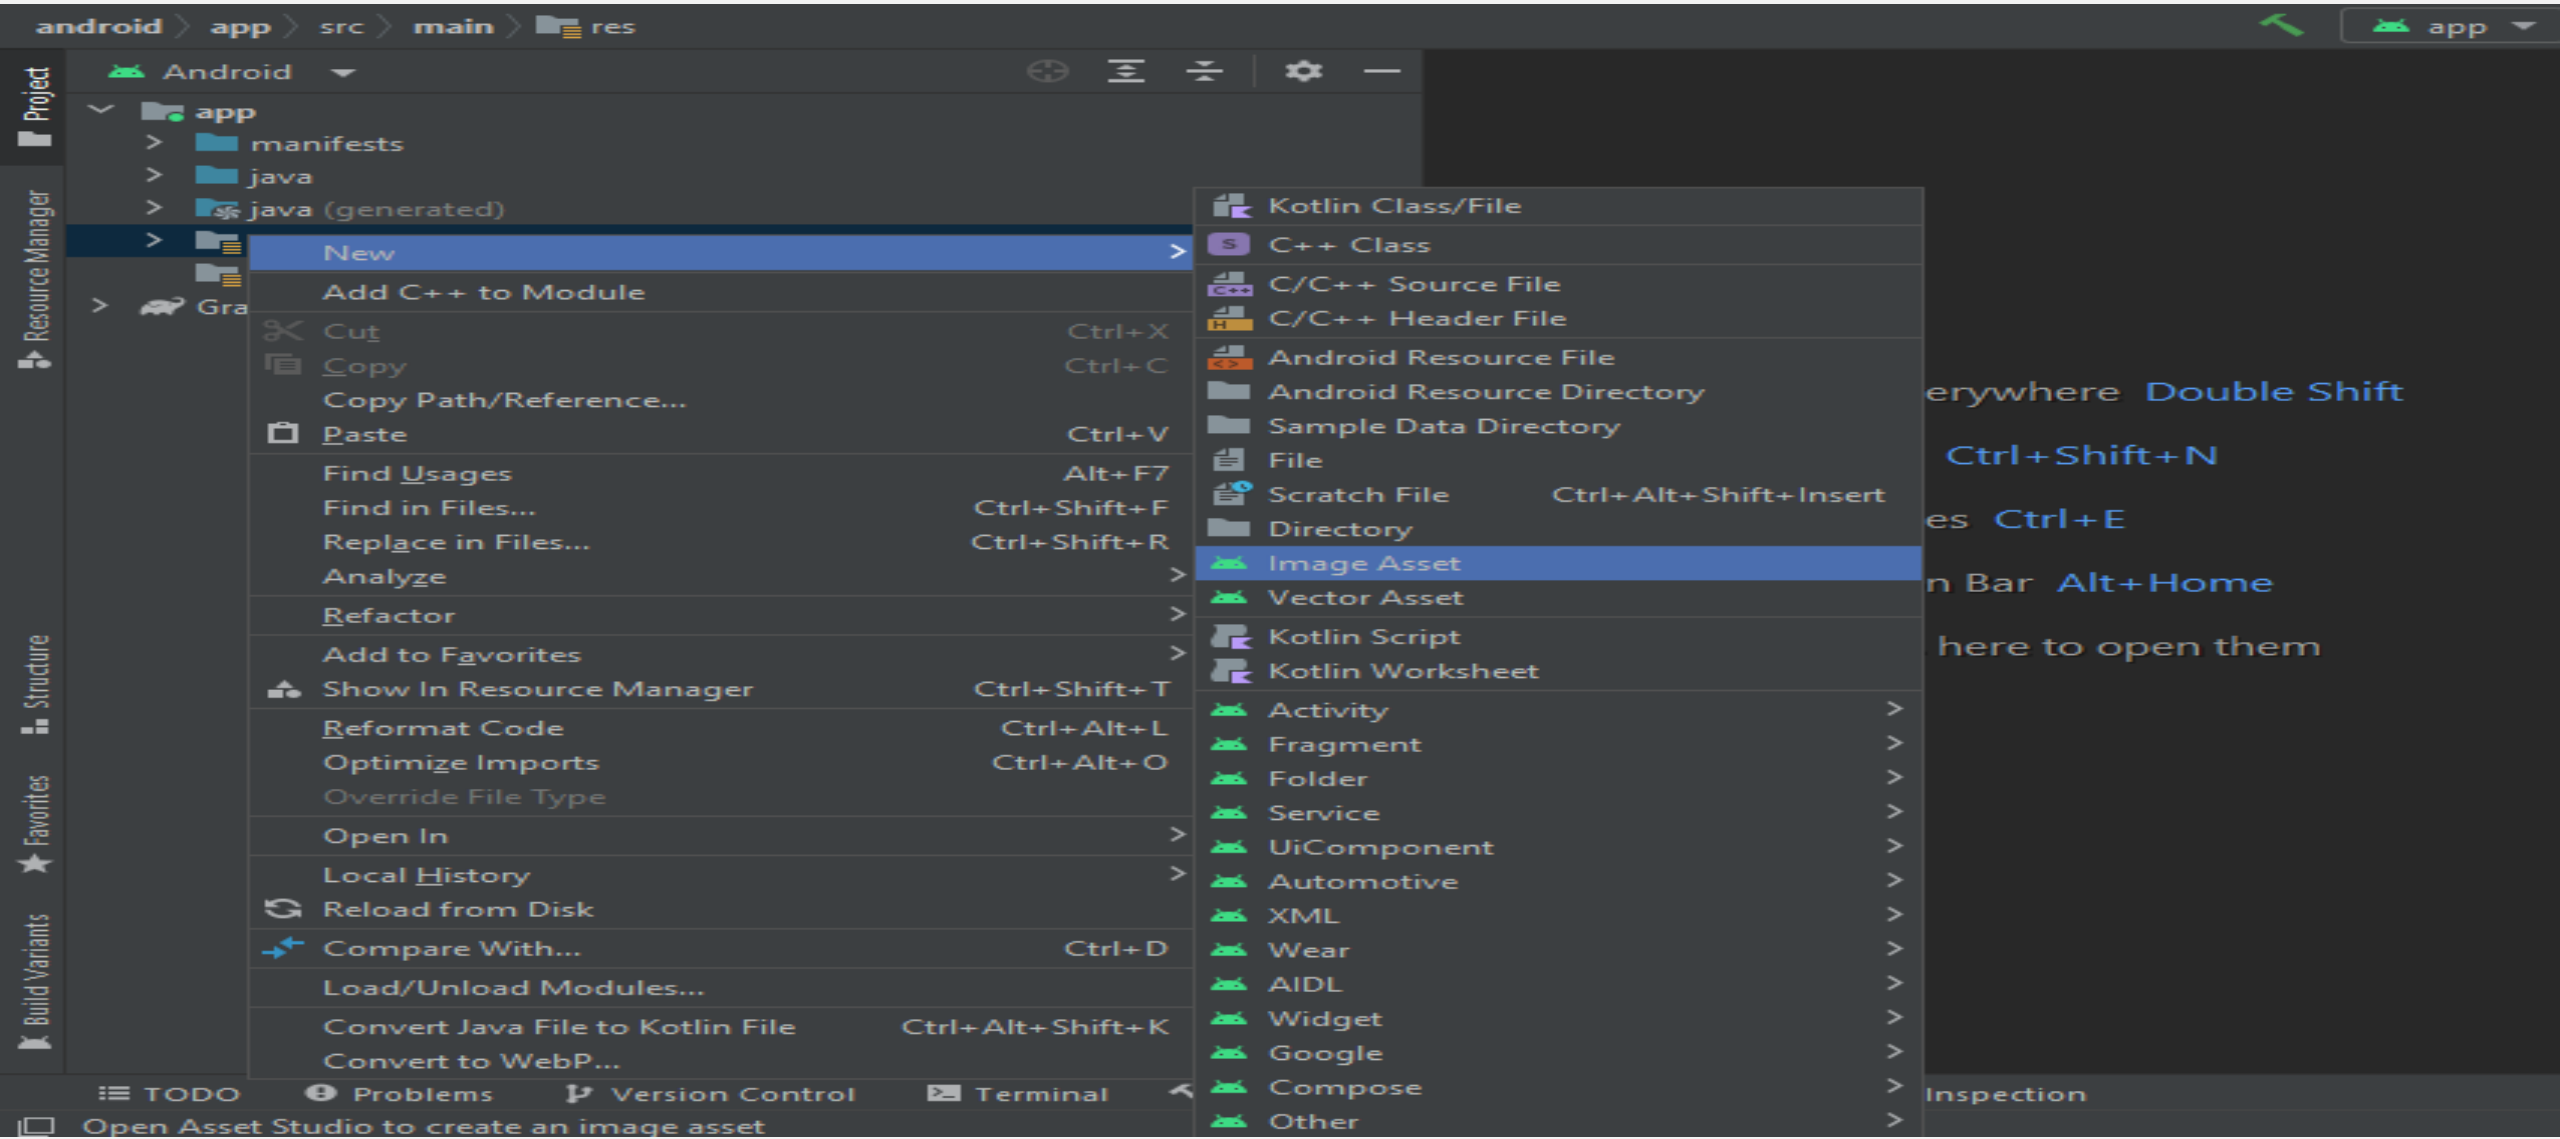 android app src main res
app
Android
Project
Resource Manager
Structure
Favorites
Build Variants
app
manifests
java
java (generated)
Gra
New
Add C++ to Module
Cut Ctrl+X
Copy Ctrl+C
Copy Path/Reference...
Paste Ctrl+V
Find Usages Alt+F7
Find in Files... Ctrl+Shift+F
Replace in Files... Ctrl+Shift+R
Analyze
Refactor
Add to Favorites
Show In Resource Manager Ctrl+Shift+T
Reformat Code Ctrl+Alt+L
Optimize Imports Ctrl+Alt+O
Override File Type
Open In
Local History
Reload from Disk
Compare With... Ctrl+D
Load/Unload Modules...
Convert Java File to Kotlin File Ctrl+Alt+Shift+K
Convert to WebP...
Kotlin Class/File
S C++ Class
C++ C/C++ Source File
H C/C++ Header File
<> Android Resource File
Android Resource Directory
Sample Data Directory
File
Scratch File Ctrl+Alt+Shift+Insert
Directory
Image Asset
Vector Asset
Kotlin Script
Kotlin Worksheet
Activity
Fragment
Folder
Service
UiComponent
Automotive
XML
Wear
AIDL
Widget
Google
Compose
Other
erywhere Double Shift
Ctrl+Shift+N
es Ctrl+E
n Bar Alt+Home
here to open them
TODO Problems Version Control Terminal Inspection
Open Asset Studio to create an image asset